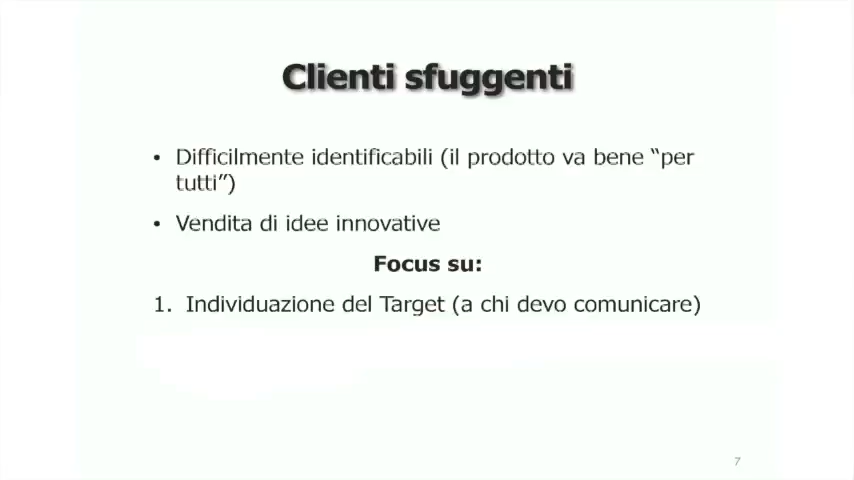 Clienti sfuggenti
• Difficilmente identificabili (il prodotto va bene “per
tutti”)
• Vendita di idee innovative
Focus su:
1. Individuazione del Target (a chi devo comunicare)
7